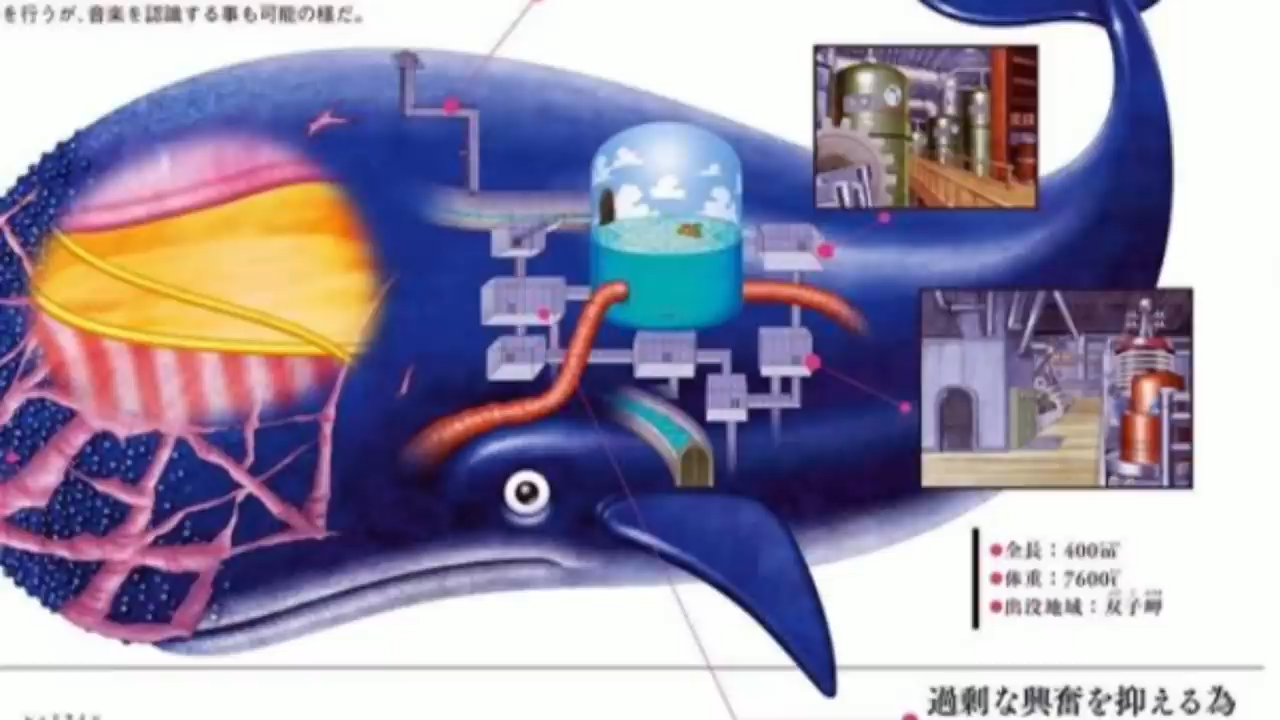 を行うが、音楽を認識する事も可能の様だ。
●全長：400m
●体重：7600t
●出没地域：双子岬
過剰な興奮を抑える為